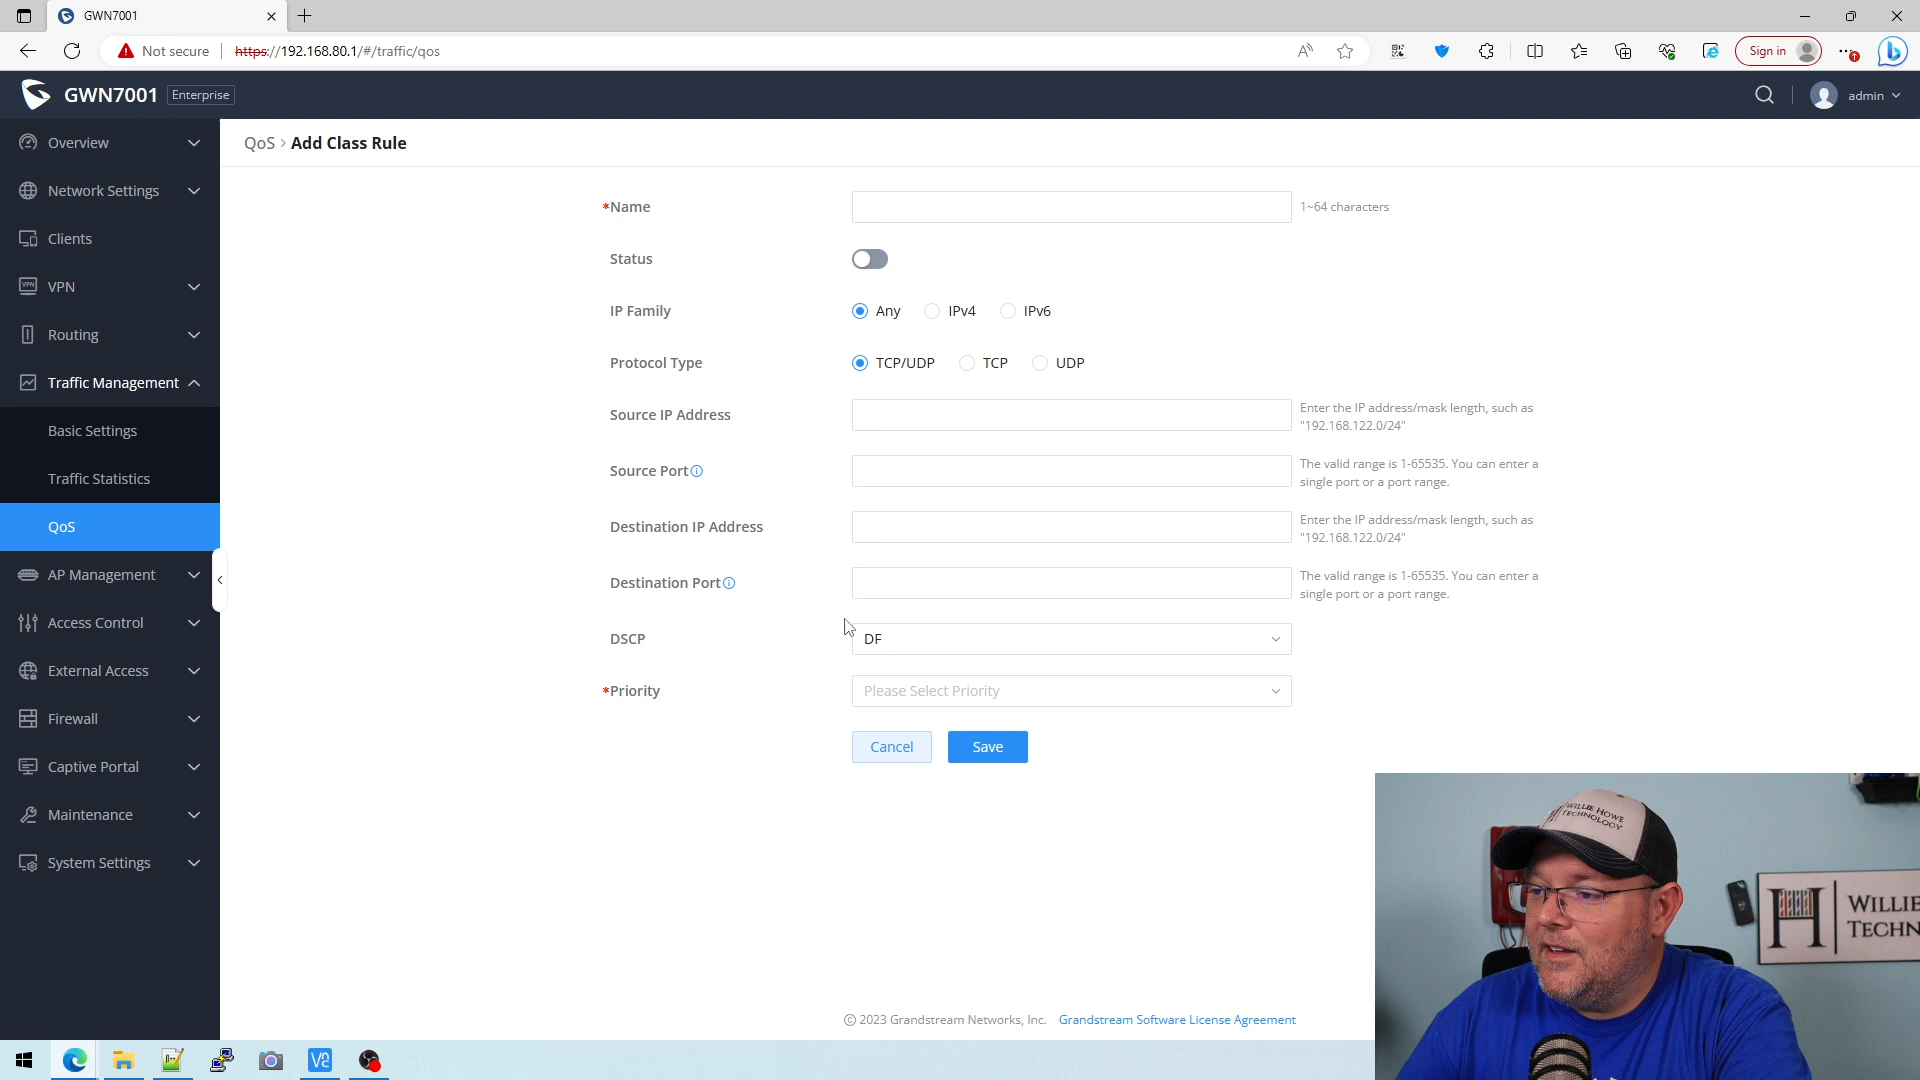 GWN7001
Not secure
https://192.168.80.1/#/traffic/qos
Sign in
GWN7001 Enterprise
admin
Overview
Network Settings
Clients
VPN
Routing
Traffic Management
Basic Settings
Traffic Statistics
QoS
AP Management
Access Control
External Access
Firewall
Captive Portal
Maintenance
System Settings
QoS > Add Class Rule
*Name
1~64 characters
Status
IP Family
Any IPv4 IPv6
Protocol Type
TCP/UDP TCP UDP
Source IP Address
Enter the IP address/mask length, such as
"192.168.122.0/24"
Source Port
The valid range is 1-65535. You can enter a
single port or a port range.
Destination IP Address
Enter the IP address/mask length, such as
"192.168.122.0/24"
Destination Port
The valid range is 1-65535. You can enter a
single port or a port range.
DSCP
DF
*Priority
Please Select Priority
Cancel Save
© 2023 Grandstream Networks, Inc. Grandstream Software License Agreement
WILLIE HOWE
TECHNOLOGY
H
WILLIE
TECHN